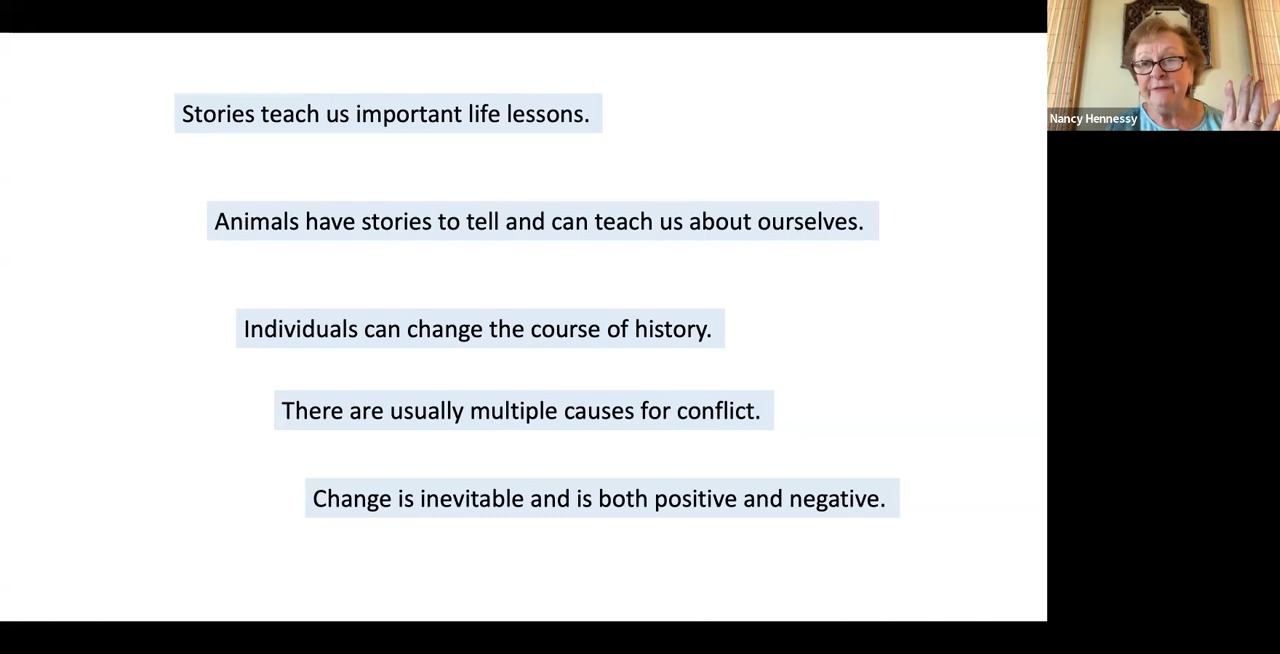 Stories teach us important life lessons.
Nancy Hennessy
Animals have stories to tell and can teach us about ourselves.
Individuals can change the course of history.
There are usually multiple causes for conflict.
Change is inevitable and is both positive and negative.